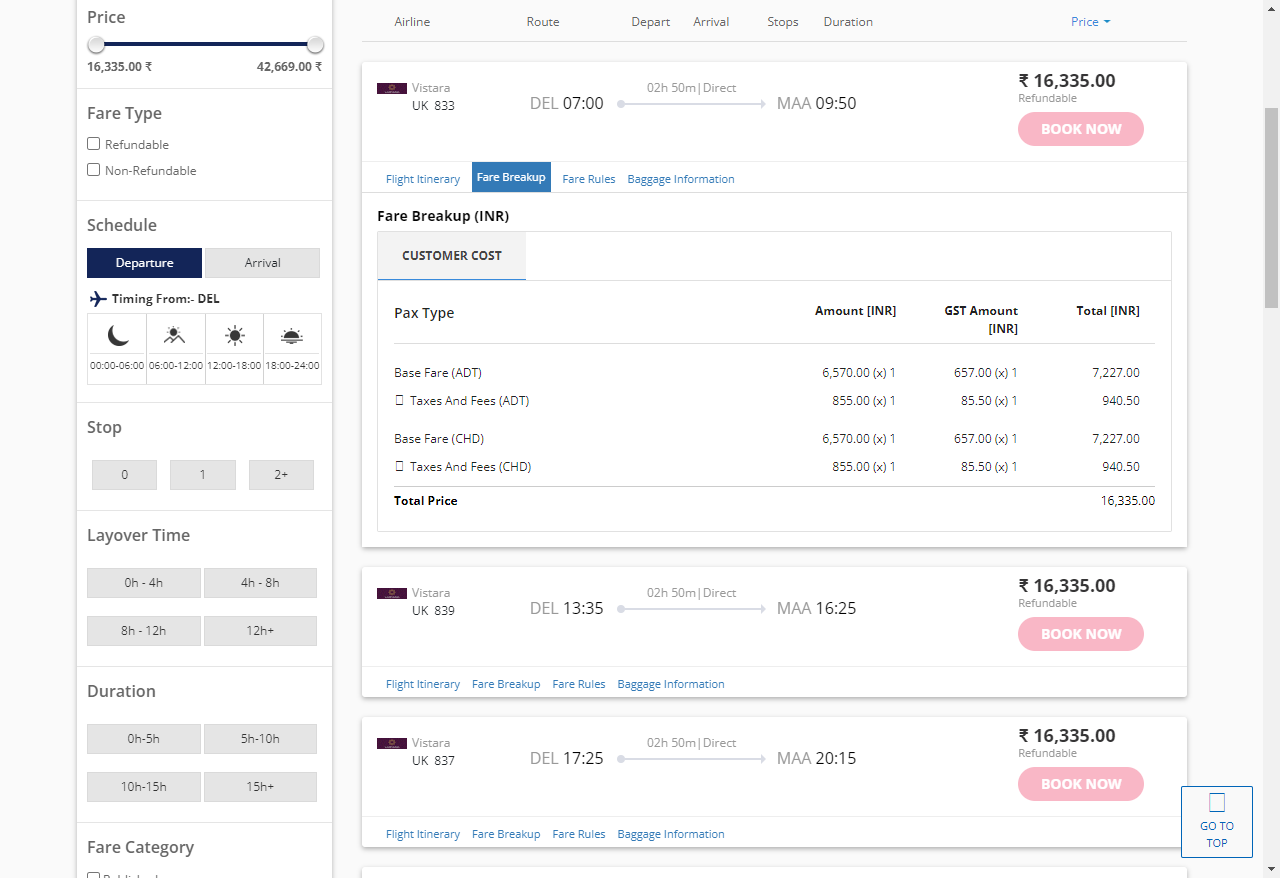 Price
16,335.00 ₹ 42,669.00 ₹
Fare Type
Refundable
Non-Refundable
Schedule
Departure Arrival
Timing From:- DEL
00:00-06:00 06:00-12:00 12:00-18:00 18:00-24:00
Stop
0 1 2+
Layover Time
0h - 4h 4h - 8h
8h - 12h 12h+
Duration
0h-5h 5h-10h
10h-15h 15h+
Fare Category
Airline Route Depart Arrival Stops Duration Price
Vistara
UK 833
DEL 07:00
02h 50m|Direct
MAA 09:50
₹ 16,335.00
Refundable
BOOK NOW
Flight Itinerary Fare Breakup Fare Rules Baggage Information
Fare Breakup (INR)
CUSTOMER COST
Pax Type Amount [INR] GST Amount [INR] Total [INR]
Base Fare (ADT) 6,570.00 (x) 1 657.00 (x) 1 7,227.00
Taxes And Fees (ADT) 855.00 (x) 1 85.50 (x) 1 940.50
Base Fare (CHD) 6,570.00 (x) 1 657.00 (x) 1 7,227.00
Taxes And Fees (CHD) 855.00 (x) 1 85.50 (x) 1 940.50
Total Price 16,335.00
Vistara
UK 839
DEL 13:35
02h 50m|Direct
MAA 16:25
₹ 16,335.00
Refundable
BOOK NOW
Flight Itinerary Fare Breakup Fare Rules Baggage Information
Vistara
UK 837
DEL 17:25
02h 50m|Direct
MAA 20:15
₹ 16,335.00
Refundable
BOOK NOW
Flight Itinerary Fare Breakup Fare Rules Baggage Information
GO TO
TOP